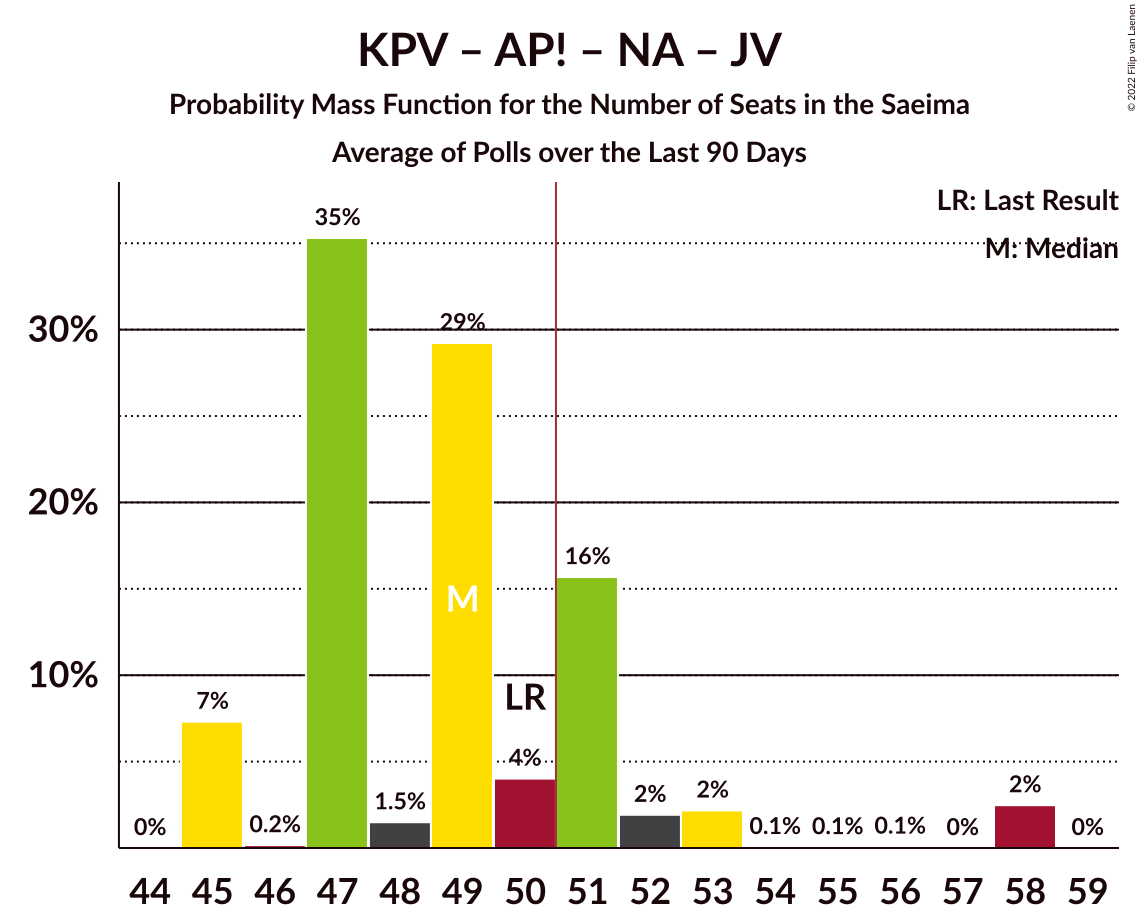 KPV – AP! – NA – JV
Probability Mass Function for the Number of Seats in the Saeima
Average of Polls over the Last 90 Days
© 2022 Filip van Laenen
LR: Last Result
M: Median
35%
30%
29%
20%
16%
M
10%
LR
7%
4%
2%
2%
2%
1.5%
0%
0.2%
0.1%
0.1%
0.1%
0%
0%
44 45 46 47 48 49 50 51 52 53 54 55 56 57 58 59